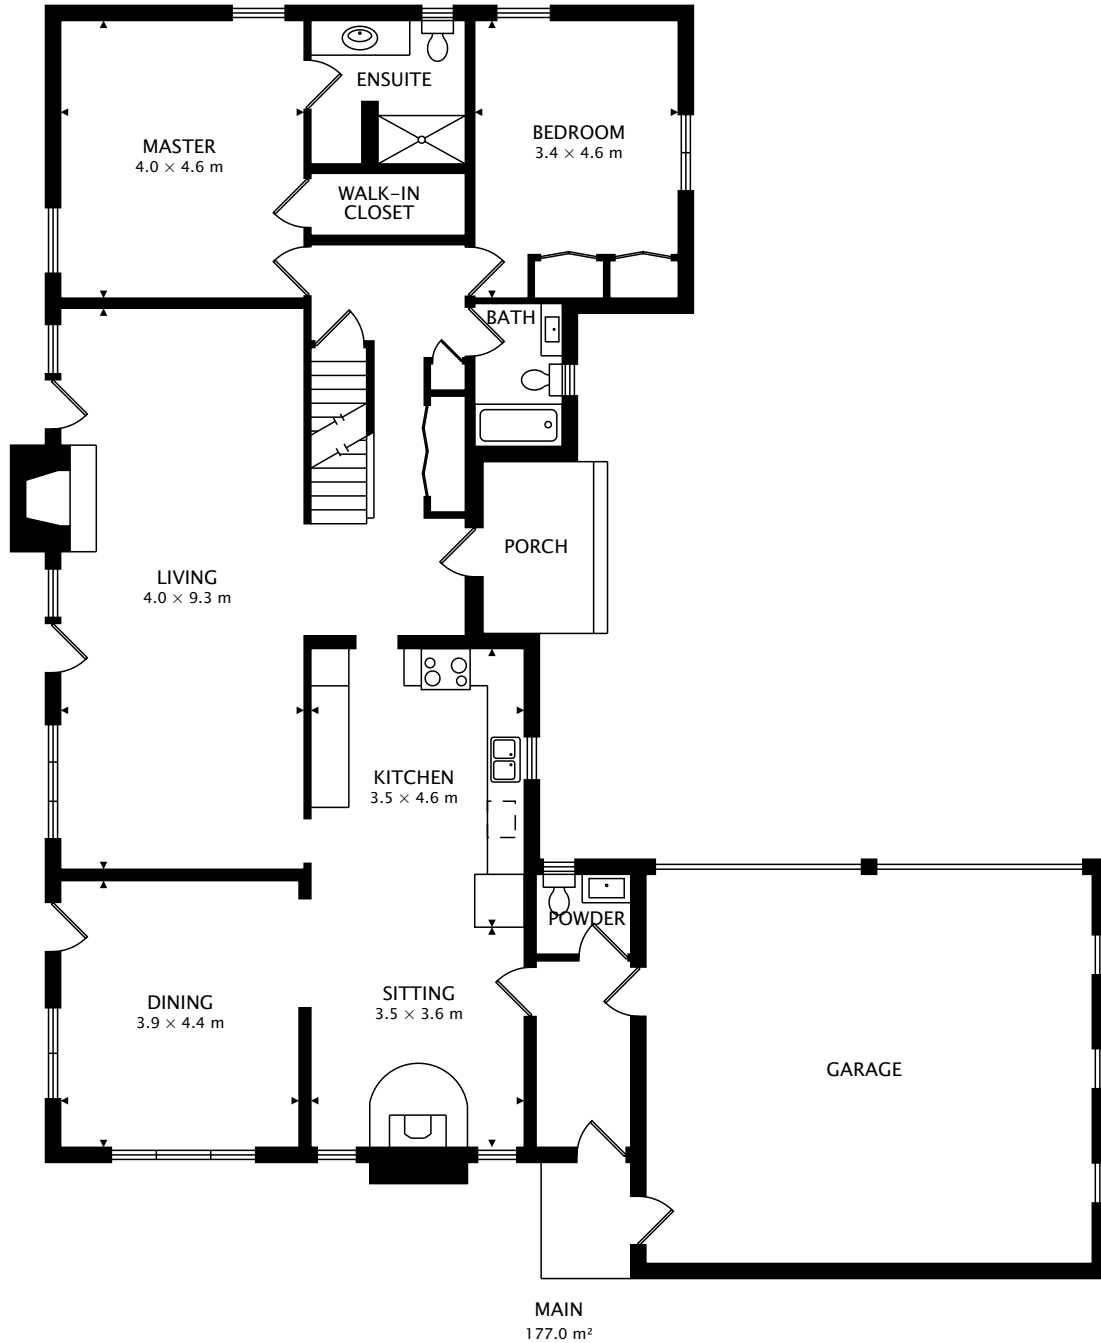 ENSUITE
MASTER
4.0 × 4.6 m
BEDROOM
3.4 × 4.6 m
WALK-IN
CLOSET
BATH
PORCH
LIVING
4.0 × 9.3 m
KITCHEN
3.5 × 4.6 m
POWDER
SITTING
3.5 × 3.6 m
DINING
3.9 × 4.4 m
GARAGE
MAIN
177.0 m²